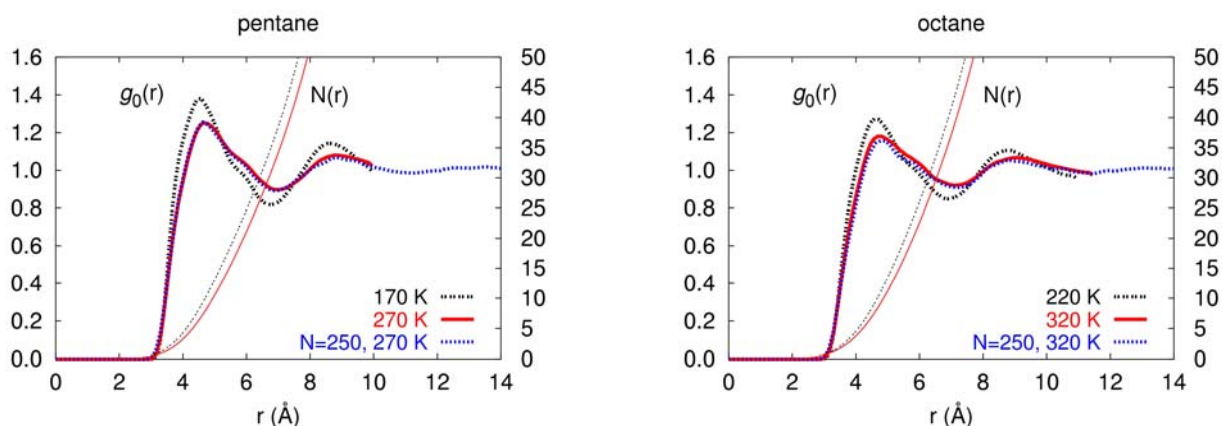 pentane
1.6
1.4
1.2
1.0
0.8
0.6
0.4
0.2
0.0
50
45
40
35
30
25
20
15
10
5
0
g0(r)
N(r)
170 K
270 K
N=250, 270 K
0 2 4 6 8 10 12 14
r (Å)
octane
1.6
1.4
1.2
1.0
0.8
0.6
0.4
0.2
0.0
50
45
40
35
30
25
20
15
10
5
0
g0(r)
N(r)
220 K
320 K
N=250, 320 K
0 2 4 6 8 10 12 14
r (Å)